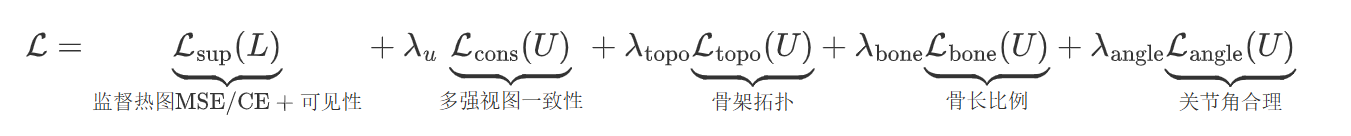 ℒ = ℒ_sup(L) + λ_u ℒ_cons(U) + λ_topo ℒ_topo(U) + λ_bone ℒ_bone(U) + λ_angle ℒ_angle(U)
监督热图MSE/CE + 可见性 多强视图一致性 骨架拓扑 骨长比例 关节角合理